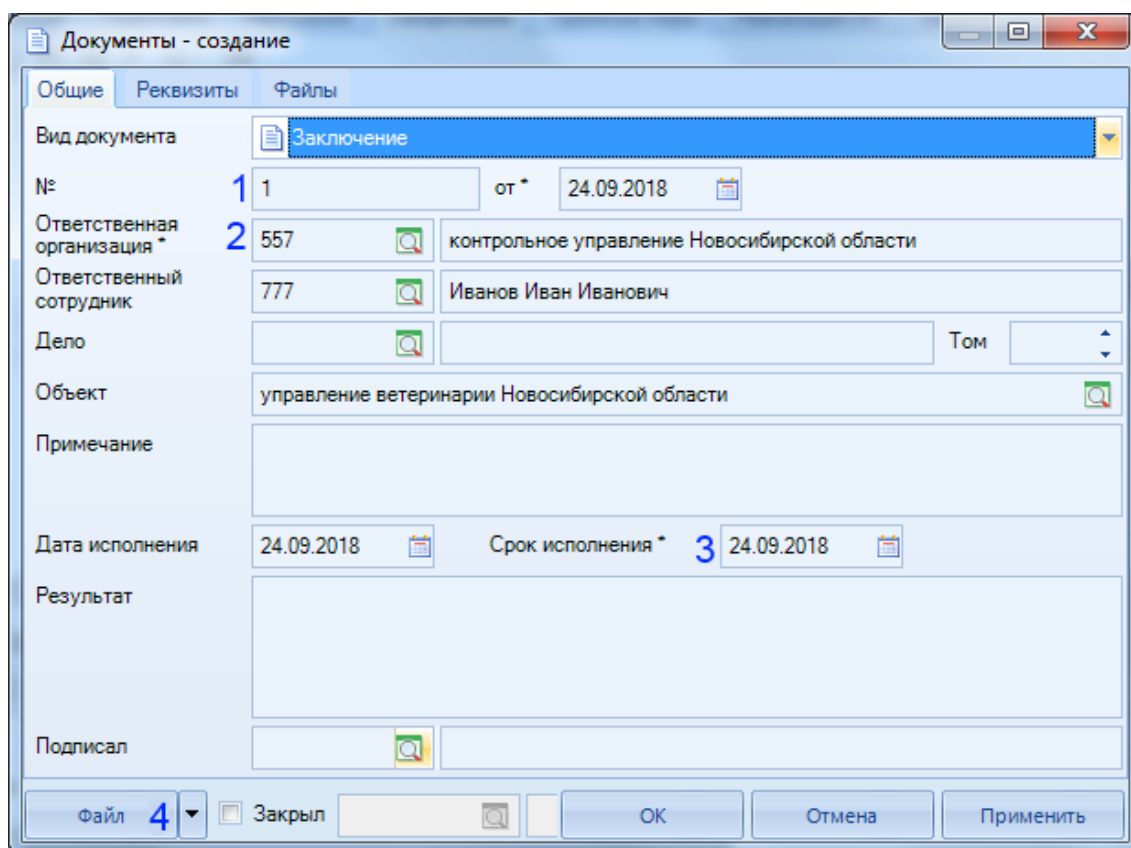 Документы - создание
Общие Реквизиты Файлы
Вид документа Заключение
№ 1 1 от * 24.09.2018
Ответственная
организация * 2 557 контрольное управление Новосибирской области
Ответственный
сотрудник 777 Иванов Иван Иванович
Дело Том
Объект управление ветеринарии Новосибирской области
Примечание
Дата исполнения 24.09.2018 Срок исполнения * 3 24.09.2018
Результат
Подписал
Файл 4 Закрыл ОК Отмена Применить